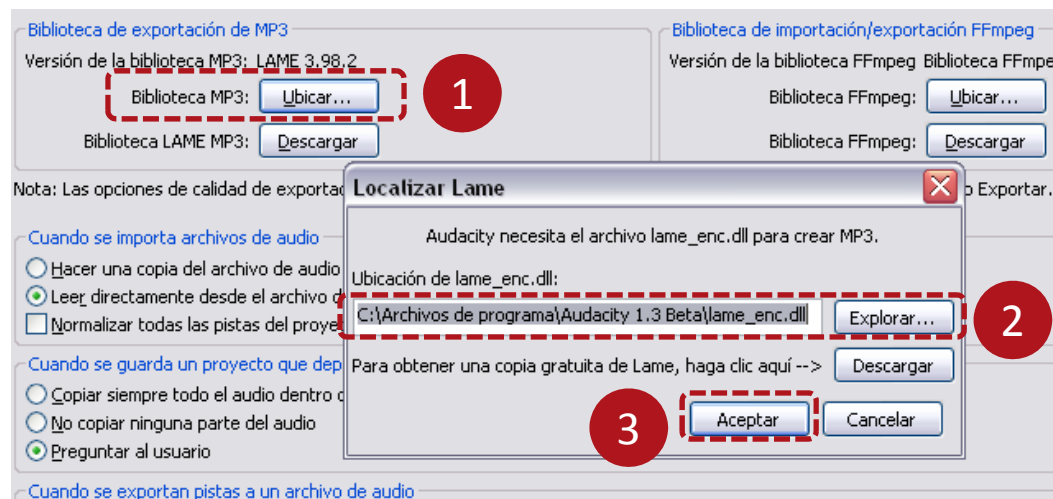 Biblioteca de exportación de MP3
Versión de la biblioteca MP3: LAME 3.98.2
Biblioteca MP3: Ubicar...
1
Biblioteca LAME MP3: Descargar
Biblioteca de importación/exportación FFmpeg
Versión de la biblioteca FFmpeg Biblioteca FFmpe
Biblioteca FFmpeg: Ubicar...
Biblioteca FFmpeg: Descargar
Nota: Las opciones de calidad de exportac
o Exportar.
Cuando se importa archivos de audio
Hacer una copia del archivo de audio
Leer directamente desde el archivo d
Normalizar todas las pistas del proye
Cuando se guarda un proyecto que dep
Copiar siempre todo el audio dentro d
No copiar ninguna parte del audio
Preguntar al usuario
Cuando se exportan pistas a un archivo de audio
Localizar Lame
Audacity necesita el archivo lame_enc.dll para crear MP3.
Ubicación de lame_enc.dll:
C:\Archivos de programa\Audacity 1.3 Beta\lame_enc.dll Explorar...
2
Para obtener una copia gratuita de Lame, haga clic aquí --> Descargar
3
Aceptar Cancelar